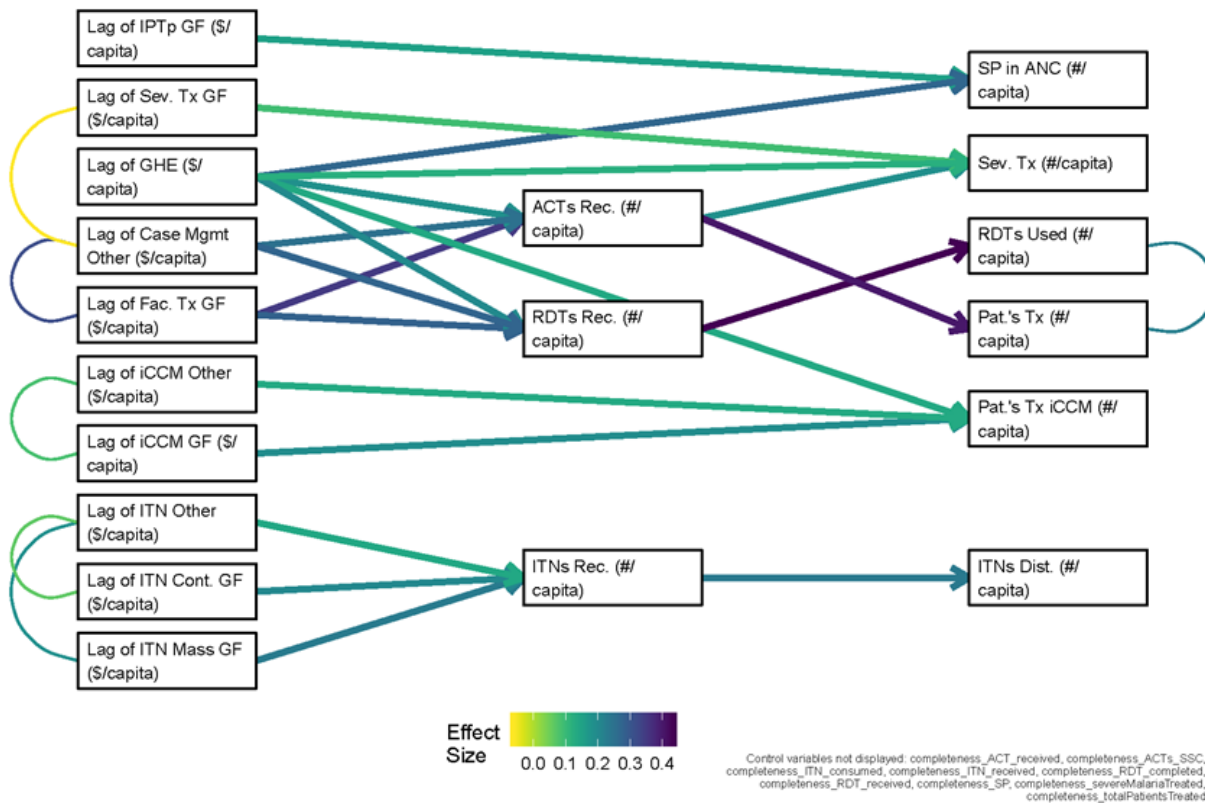 Lag of IPTp GF ($/
capita)
Lag of Sev. Tx GF
($/capita)
Lag of GHE ($/
capita)
Lag of Case Mgmt
Other ($/capita)
Lag of Fac. Tx GF
($/capita)
Lag of iCCM Other
($/capita)
Lag of iCCM GF ($/
capita)
Lag of ITN Other
($/capita)
Lag of ITN Cont. GF
($/capita)
Lag of ITN Mass GF
($/capita)
ACTs Rec. (#/
capita)
RDTs Rec. (#/
capita)
ITNs Rec. (#/
capita)
SP in ANC (#/
capita)
Sev. Tx (#/capita)
RDTs Used (#/
capita)
Pat.'s Tx (#/
capita)
Pat.'s Tx iCCM (#/
capita)
ITNs Dist. (#/
capita)
Effect
Size
0.0 0.1 0.2 0.3 0.4
Control variables not displayed: completeness_ACT_received, completeness_ACTs_SSC,
completeness_ITN_consumed, completeness_ITN_received, completeness_RDT_completed,
completeness_RDT_received, completeness_SP, completeness_severeMalariaTreated,
completeness_totalPatientsTreated